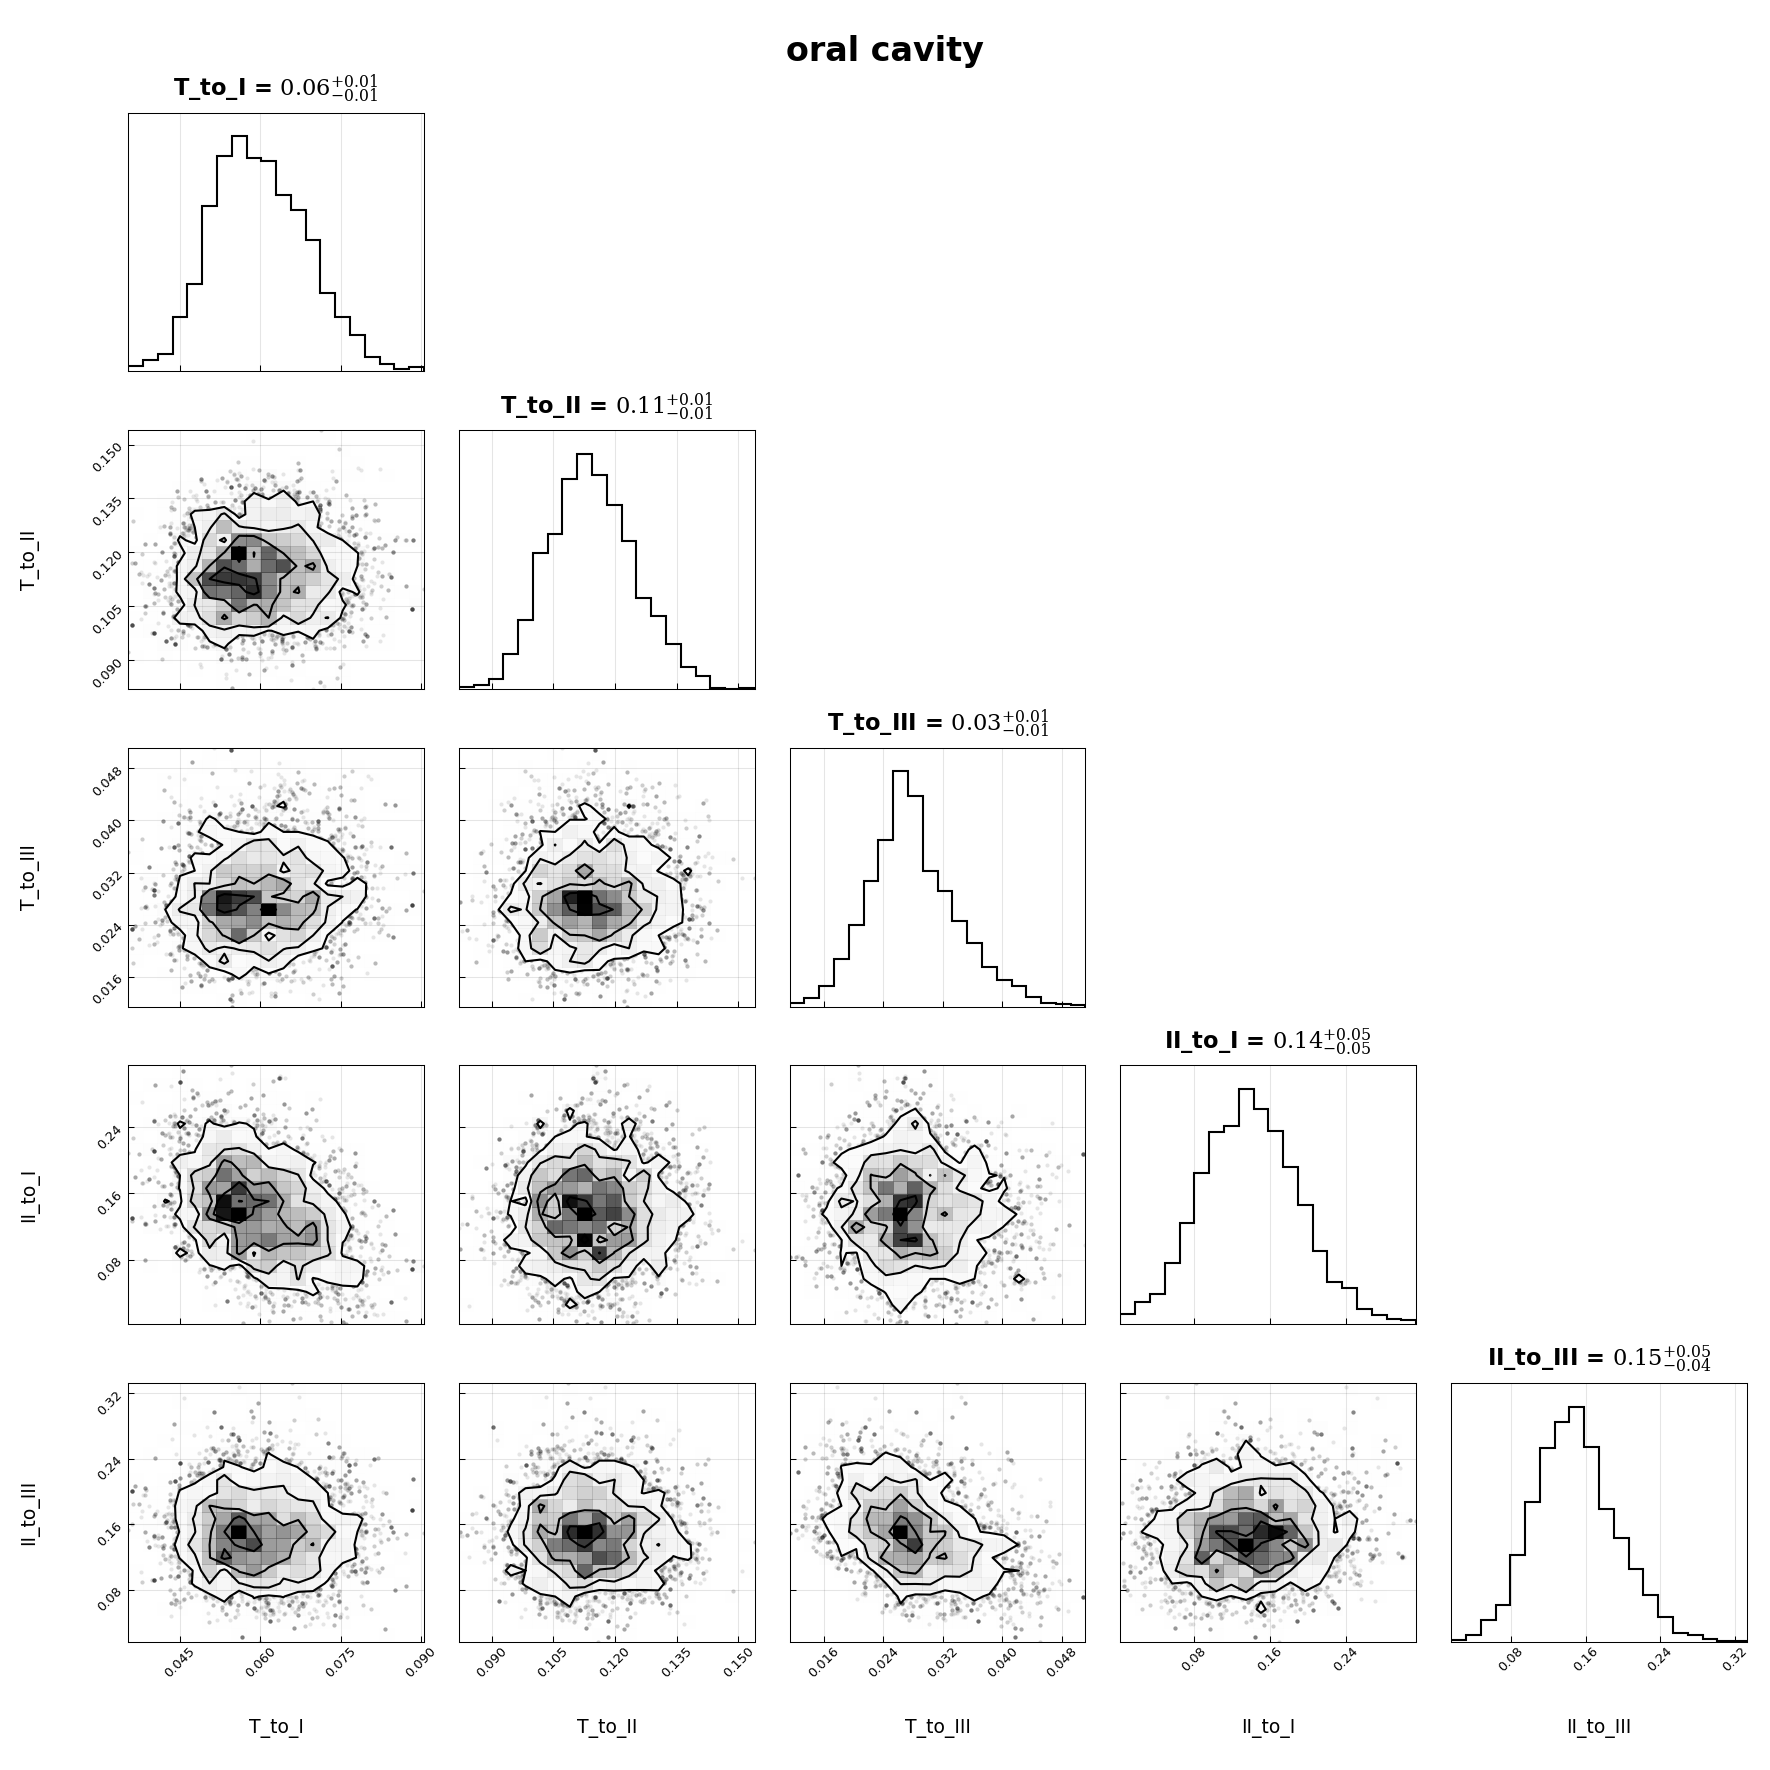 oral cavity
T_to_I = 0.06+0.01−0.01
T_to_II = 0.11+0.01−0.01
0.150
0.135
0.120
0.105
0.090
T_to_II
T_to_III = 0.03+0.01−0.01
0.048
0.040
0.032
0.024
0.016
T_to_III
II_to_I = 0.14+0.05−0.05
0.24
0.16
0.08
II_to_I
II_to_III = 0.15+0.05−0.04
0.32
0.24
0.16
0.08
II_to_III
0.045 0.060 0.075 0.090 0.090 0.105 0.120 0.135 0.150 0.016 0.024 0.032 0.040 0.048 0.08 0.16 0.24 0.08 0.16 0.24 0.32
T_to_I T_to_II T_to_III II_to_I II_to_III